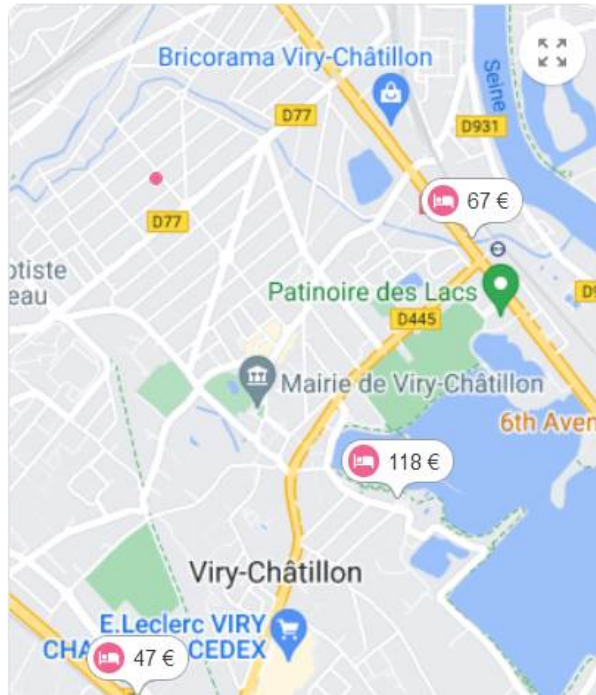 Bricorama Viry-Châtillon
Seine
D77
D931
67 €
D77
ptiste
eau
Patinoire des Lacs
D9
D445
Mairie de Viry-Châtillon
6th Aven
118 €
Viry-Châtillon
E.Leclerc VIRY
CHA CEDEX
47 €